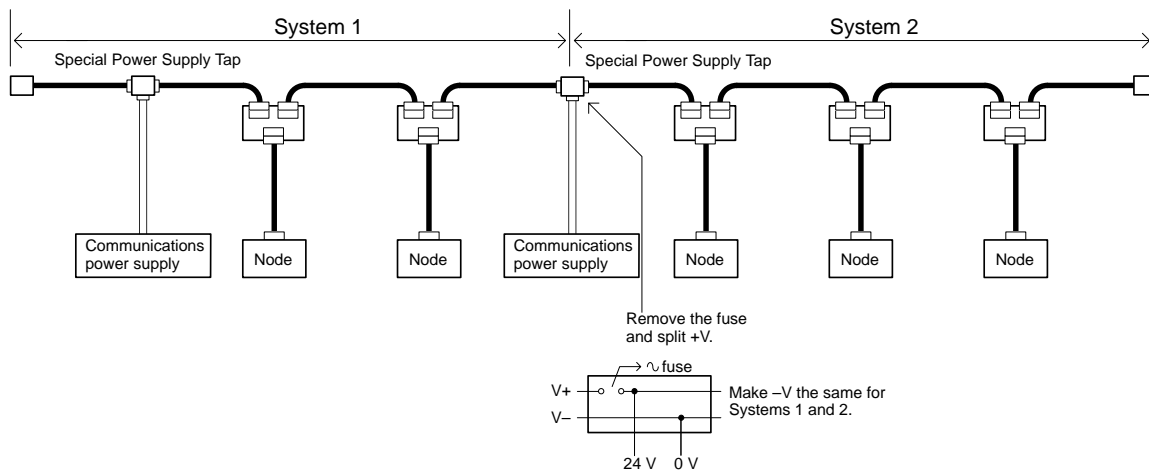 System 1
System 2
Special Power Supply Tap
Special Power Supply Tap
Communications
power supply
Node
Node
Communications
power supply
Node
Node
Node
Remove the fuse
and split +V.
fuse
V+
V–
Make –V the same for
Systems 1 and 2.
24 V
0 V